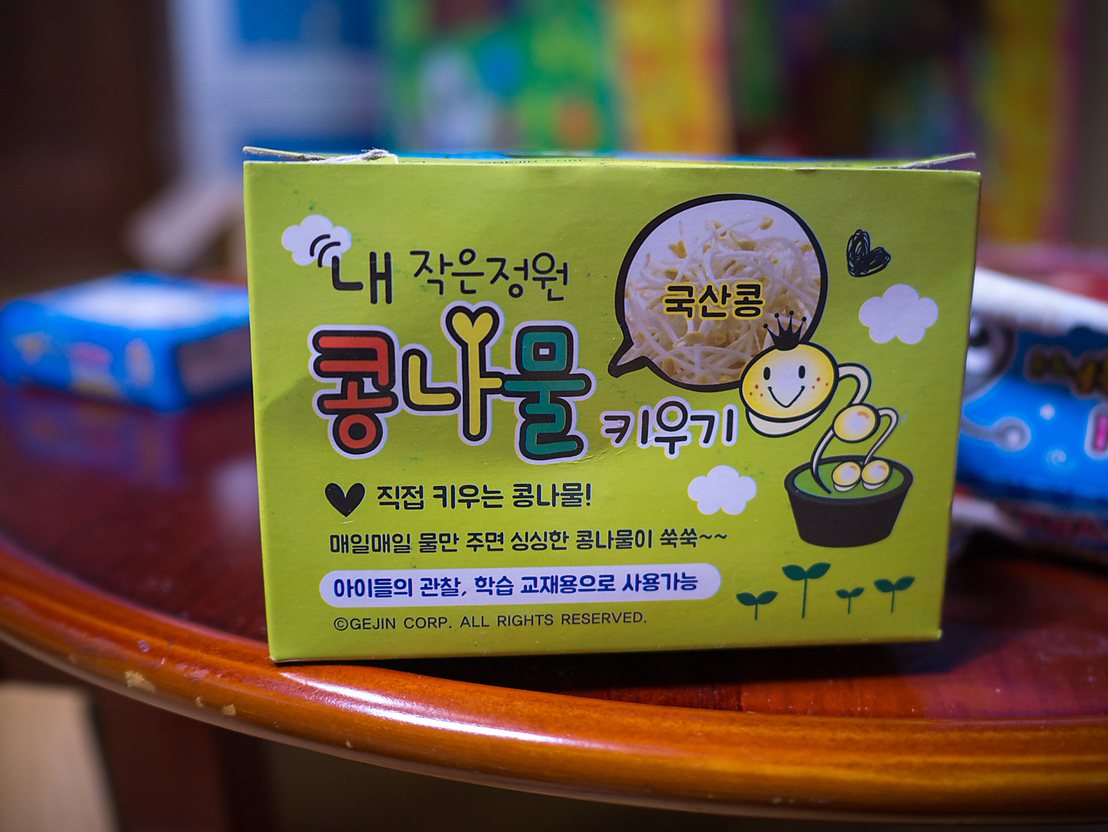 내 작은정원
국산콩
콩나물
키우기
직접 키우는 콩나물!
매일매일 물만 주면 싱싱한 콩나물이 쑥쑥~~
아이들의 관찰, 학습 교재용으로 사용가능
©GEJIN CORP. ALL RIGHTS RESERVED.